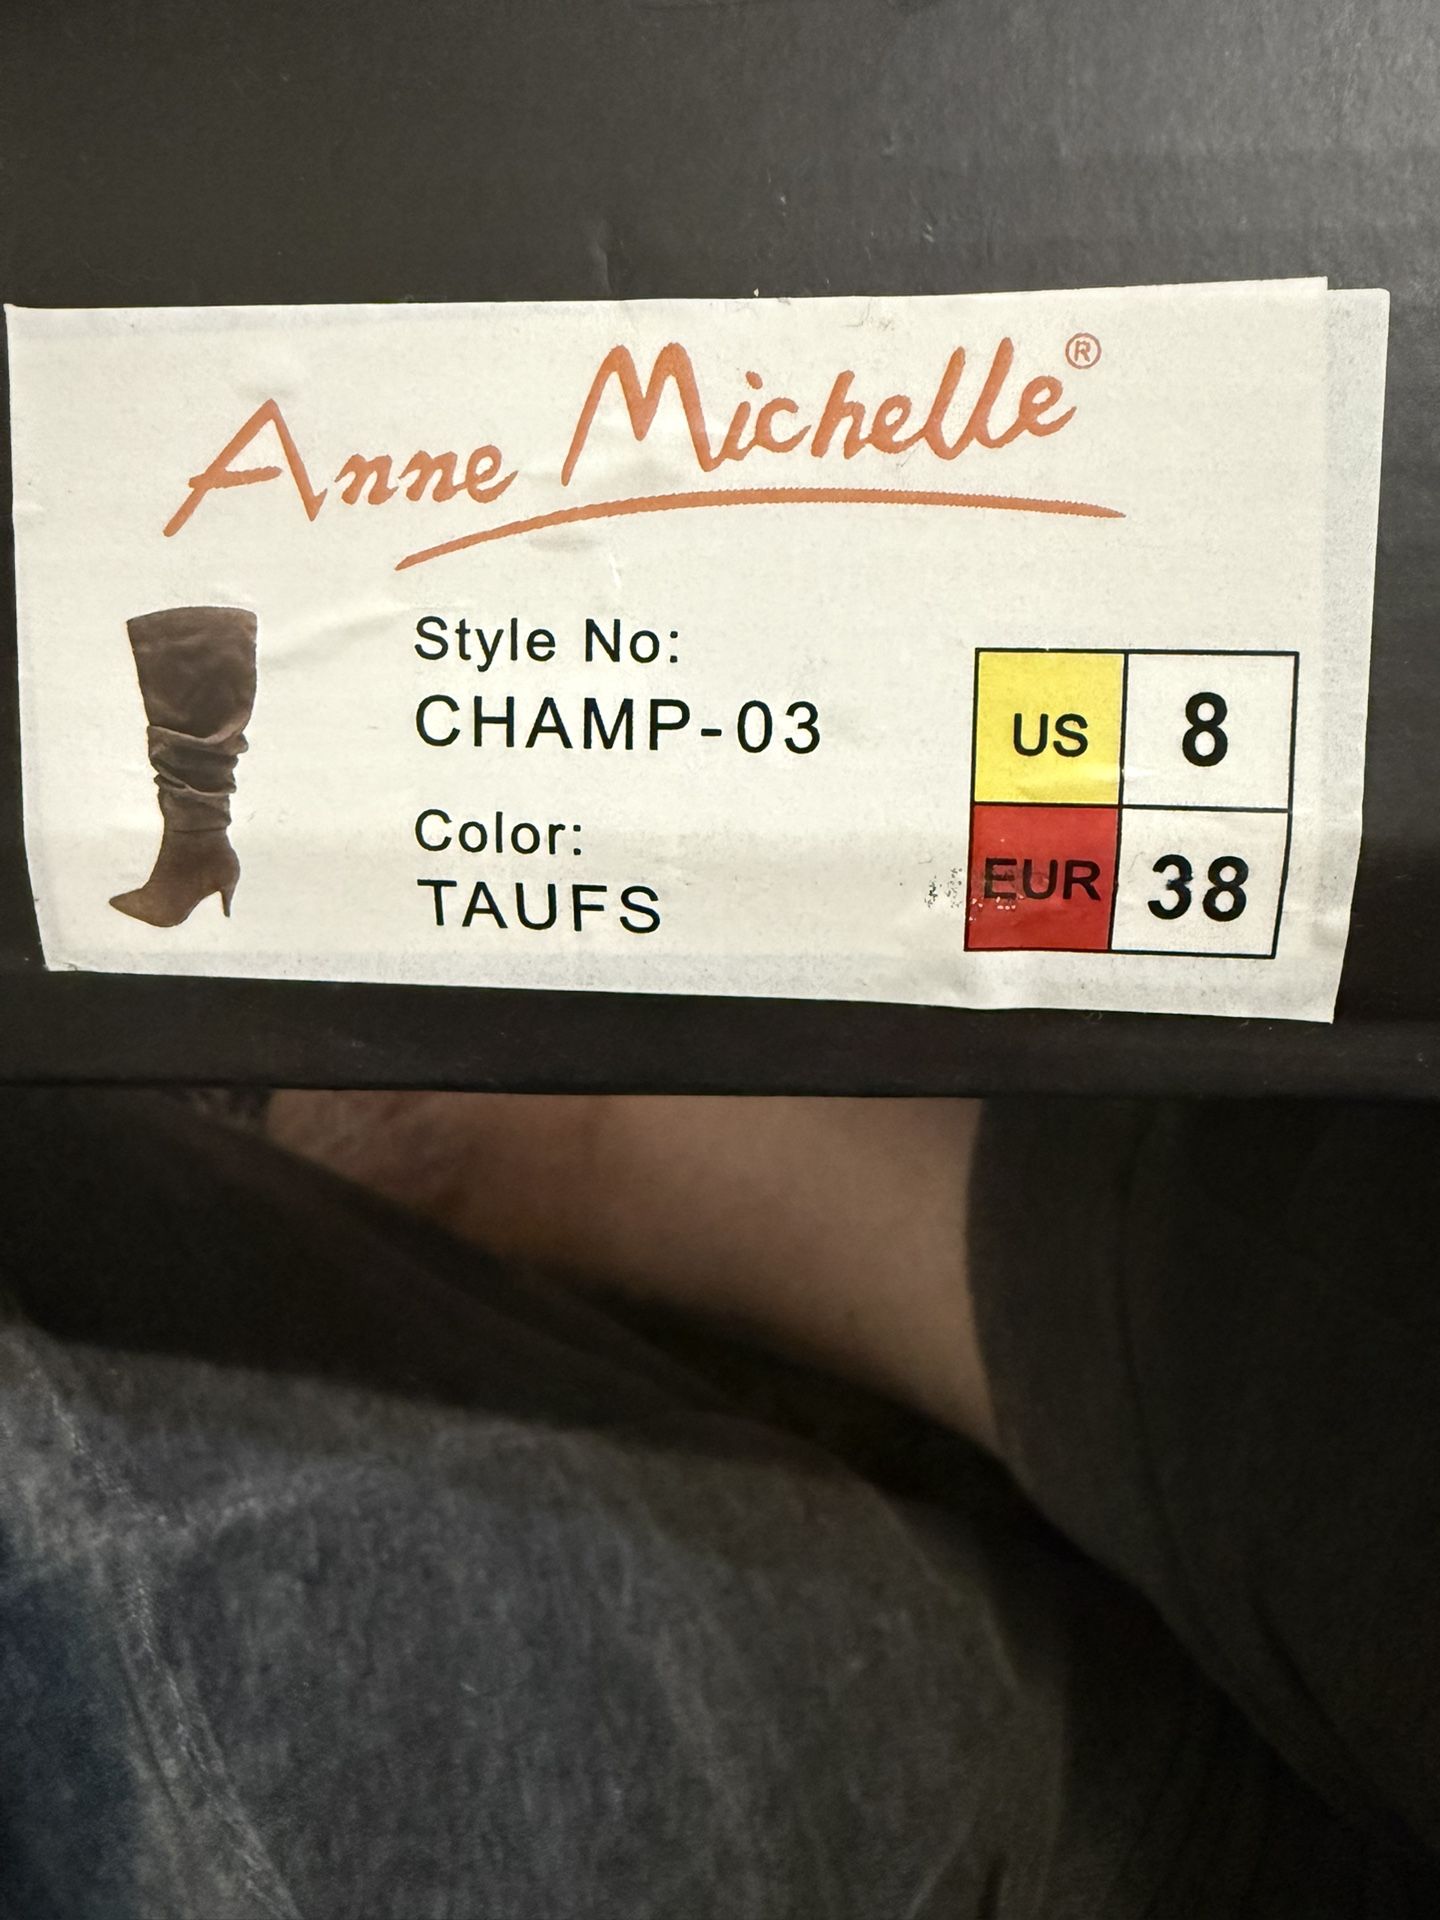 Anne Michelle®
Style No:
CHAMP-03
Color:
TAUFS
US 8
EUR 38